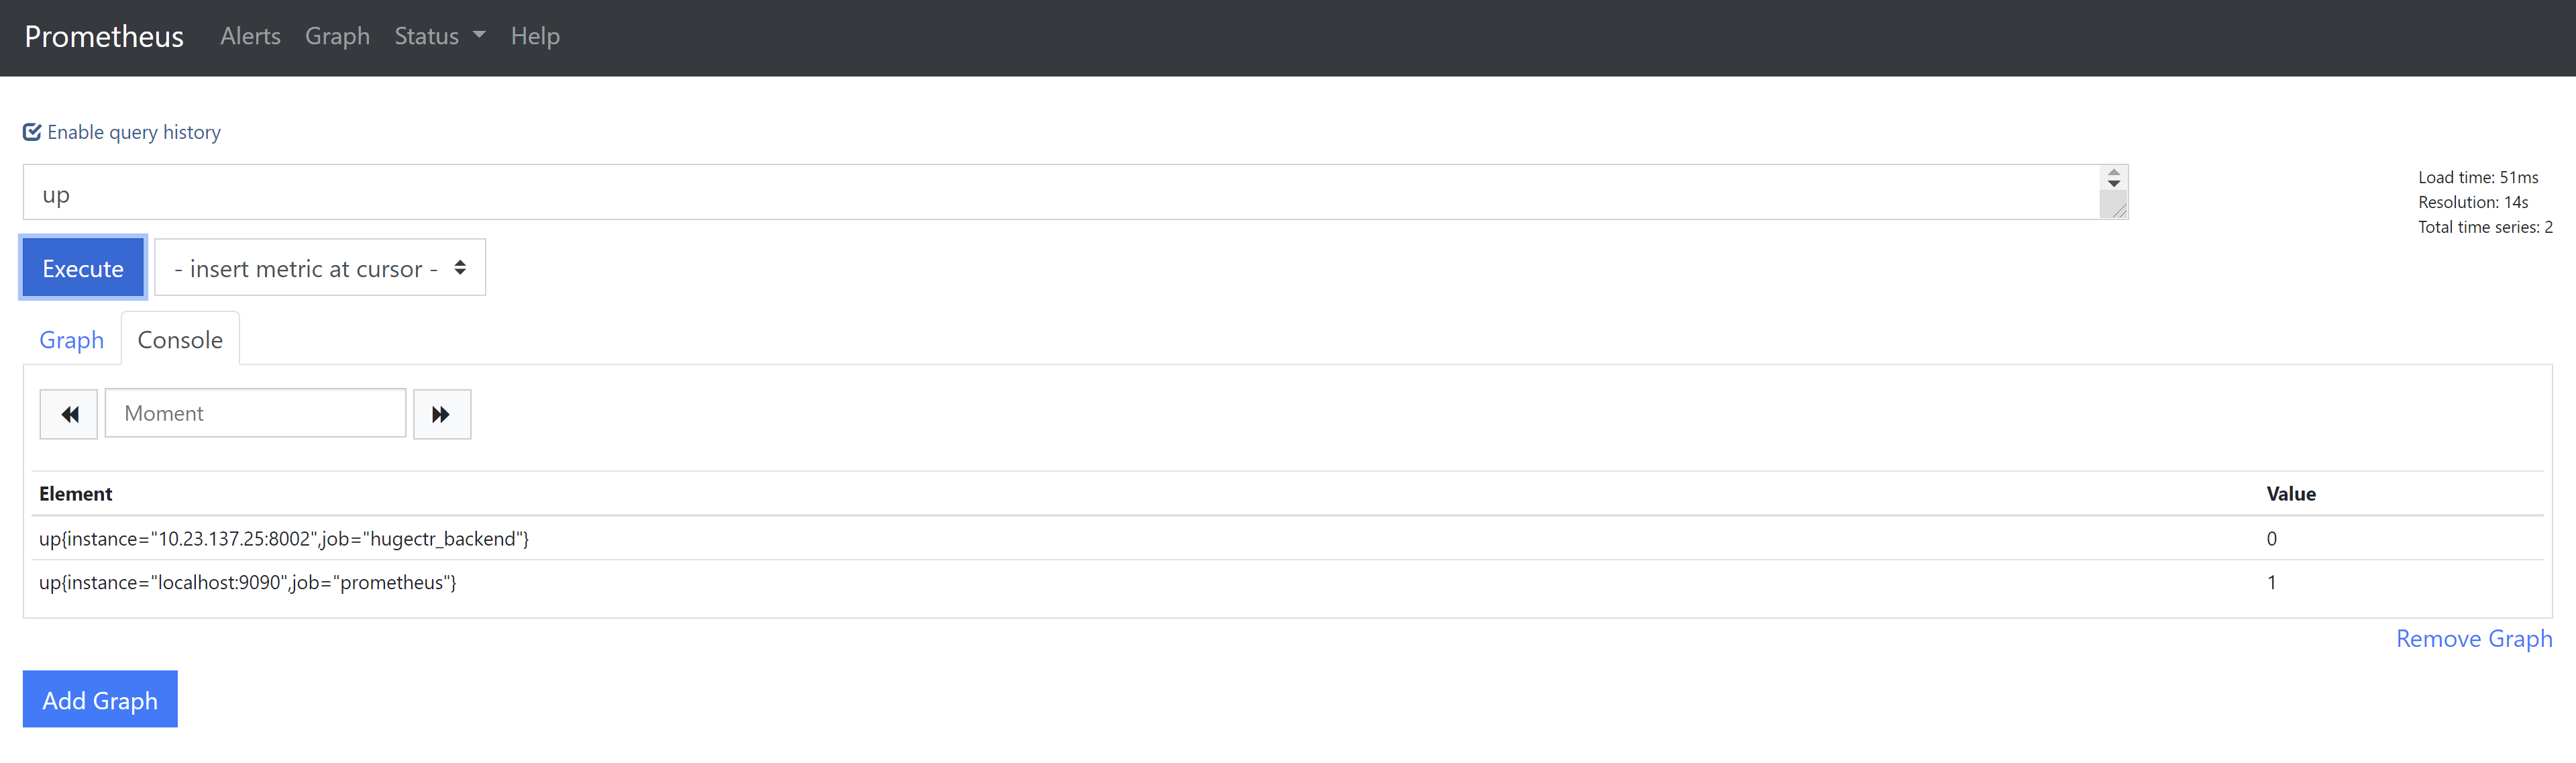 Prometheus Alerts Graph Status Help
Enable query history
up
Load time: 51ms
Resolution: 14s
Total time series: 2
Execute - insert metric at cursor -
Graph Console
Moment
Element Value
up{instance="10.23.137.25:8002",job="hugectr_backend"} 0
up{instance="localhost:9090",job="prometheus"} 1
Remove Graph
Add Graph